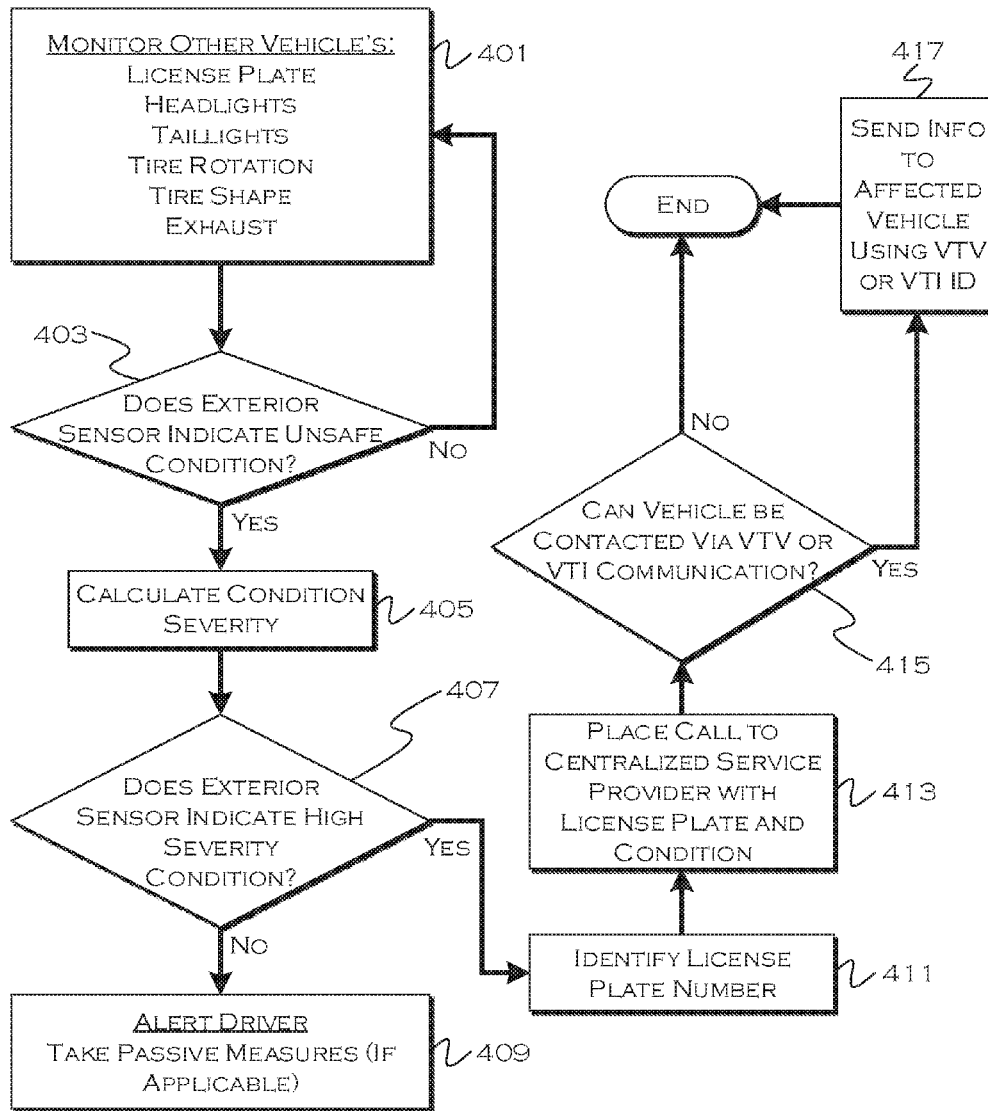 MONITOR OTHER VEHICLE'S:
LICENSE PLATE
HEADLIGHTS
TAILLIGHTS
TIRE ROTATION
TIRE SHAPE
EXHAUST
401
403
DOES EXTERIOR
SENSOR INDICATE UNSAFE
CONDITION?
NO
YES
CALCULATE CONDITION
SEVERITY
405
407
DOES EXTERIOR
SENSOR INDICATE HIGH
SEVERITY
CONDITION?
YES
NO
ALERT DRIVER
TAKE PASSIVE MEASURES (IF
APPLICABLE)
409
IDENTIFY LICENSE
PLATE NUMBER
411
PLACE CALL TO
CENTRALIZED SERVICE
PROVIDER WITH
LICENSE PLATE AND
CONDITION
413
CAN VEHICLE BE
CONTACTED VIA VTV OR
VTI COMMUNICATION?
NO
YES
415
END
417
SEND INFO
TO
AFFECTED
VEHICLE
USING VTV
OR VTI ID